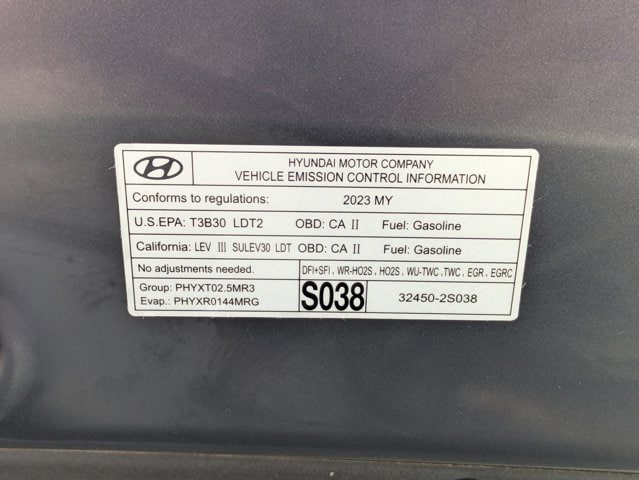 HYUNDAI MOTOR COMPANY
VEHICLE EMISSION CONTROL INFORMATION
Conforms to regulations: 2023 MY
U.S.EPA: T3B30 LDT2 OBD: CA II Fuel: Gasoline
California: LEV III SULEV30 LDT OBD: CA II Fuel: Gasoline
No adjustments needed. DFI+SFI , WR-HO2S , HO2S , WU-TWC ,TWC , EGR , EGRC
Group: PHYXT02.5MR3
Evap.: PHYXR0144MRG
S038
32450-2S038